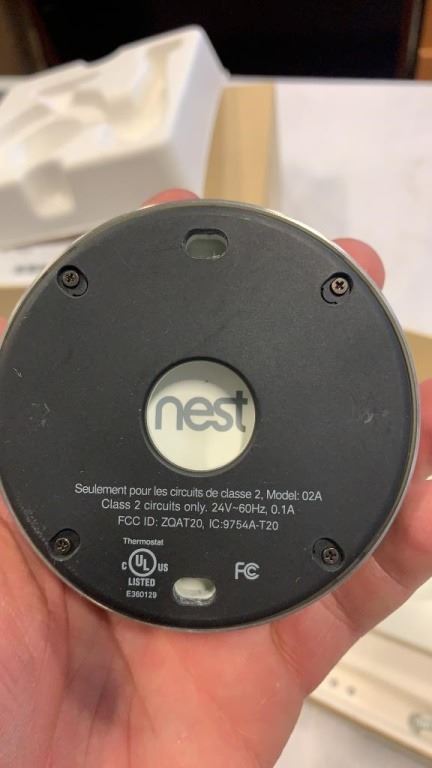 nest
Seulement pour les circuits de classe 2, Model: 02A
Class 2 circuits only. 24V~60Hz, 0.1A
FCC ID: ZQAT20, IC:9754A-T20
Thermostat
C UL US
LISTED
E360129
FC